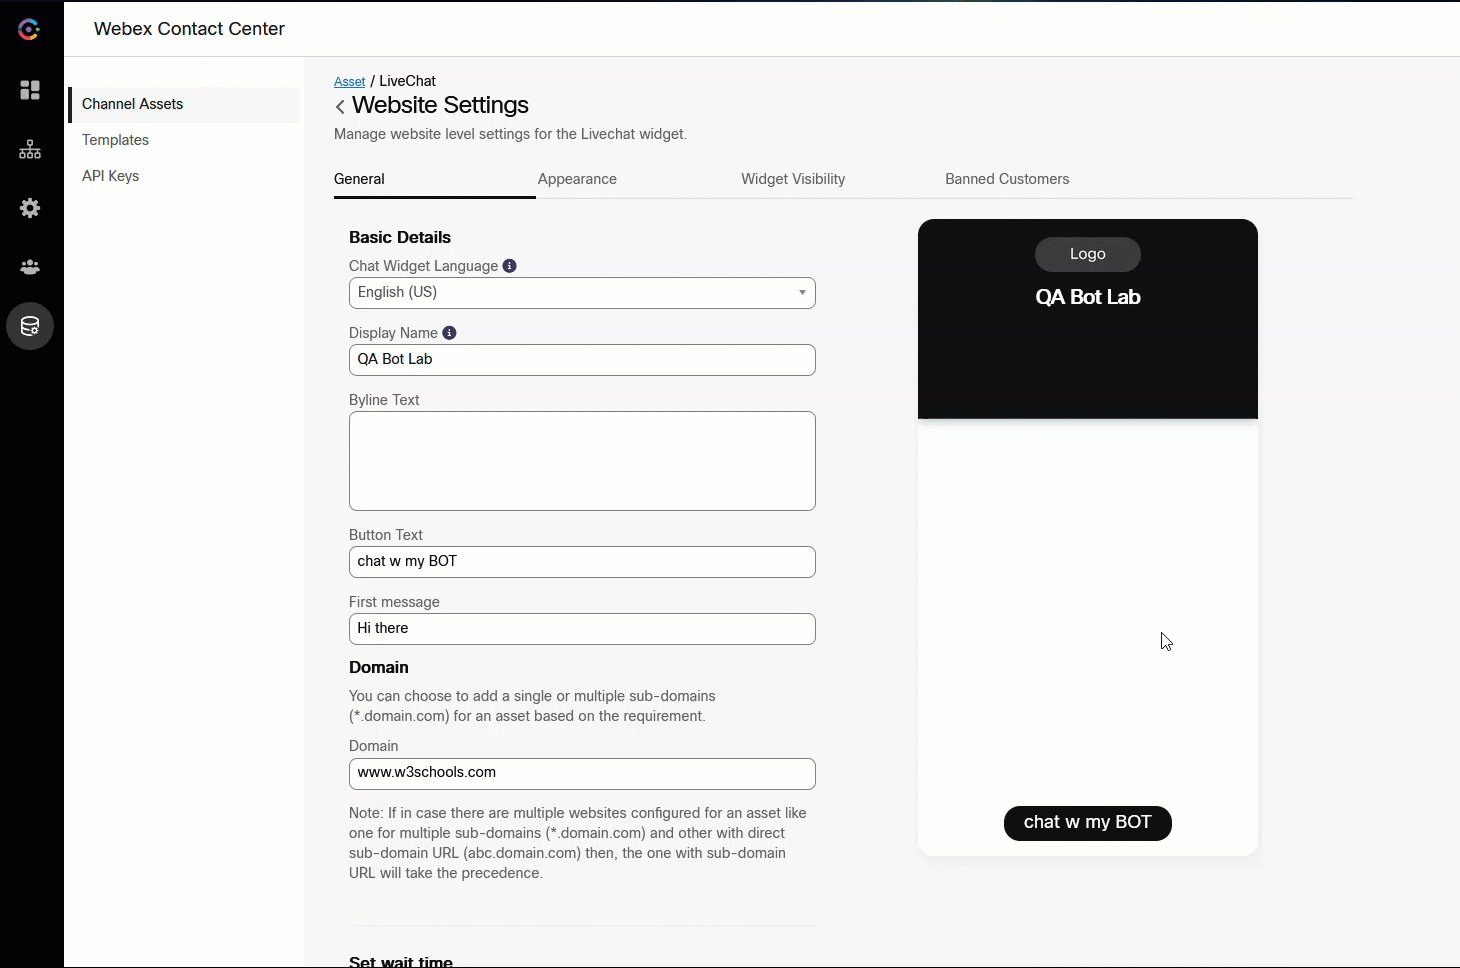 Webex Contact Center
Channel Assets
Templates
API Keys
Asset / LiveChat
Website Settings
Manage website level settings for the Livechat widget.
General
Appearance
Widget Visibility
Banned Customers
Basic Details
Chat Widget Language
English (US)
Display Name
QA Bot Lab
Byline Text
Button Text
chat w my BOT
First message
Hi there
Domain
You can choose to add a single or multiple sub-domains
(*.domain.com) for an asset based on the requirement.
Domain
www.w3schools.com
Note: If in case there are multiple websites configured for an asset like
one for multiple sub-domains (*.domain.com) and other with direct
sub-domain URL (abc.domain.com) then, the one with sub-domain
URL will take the precedence.
Set wait time
Logo
QA Bot Lab
chat w my BOT